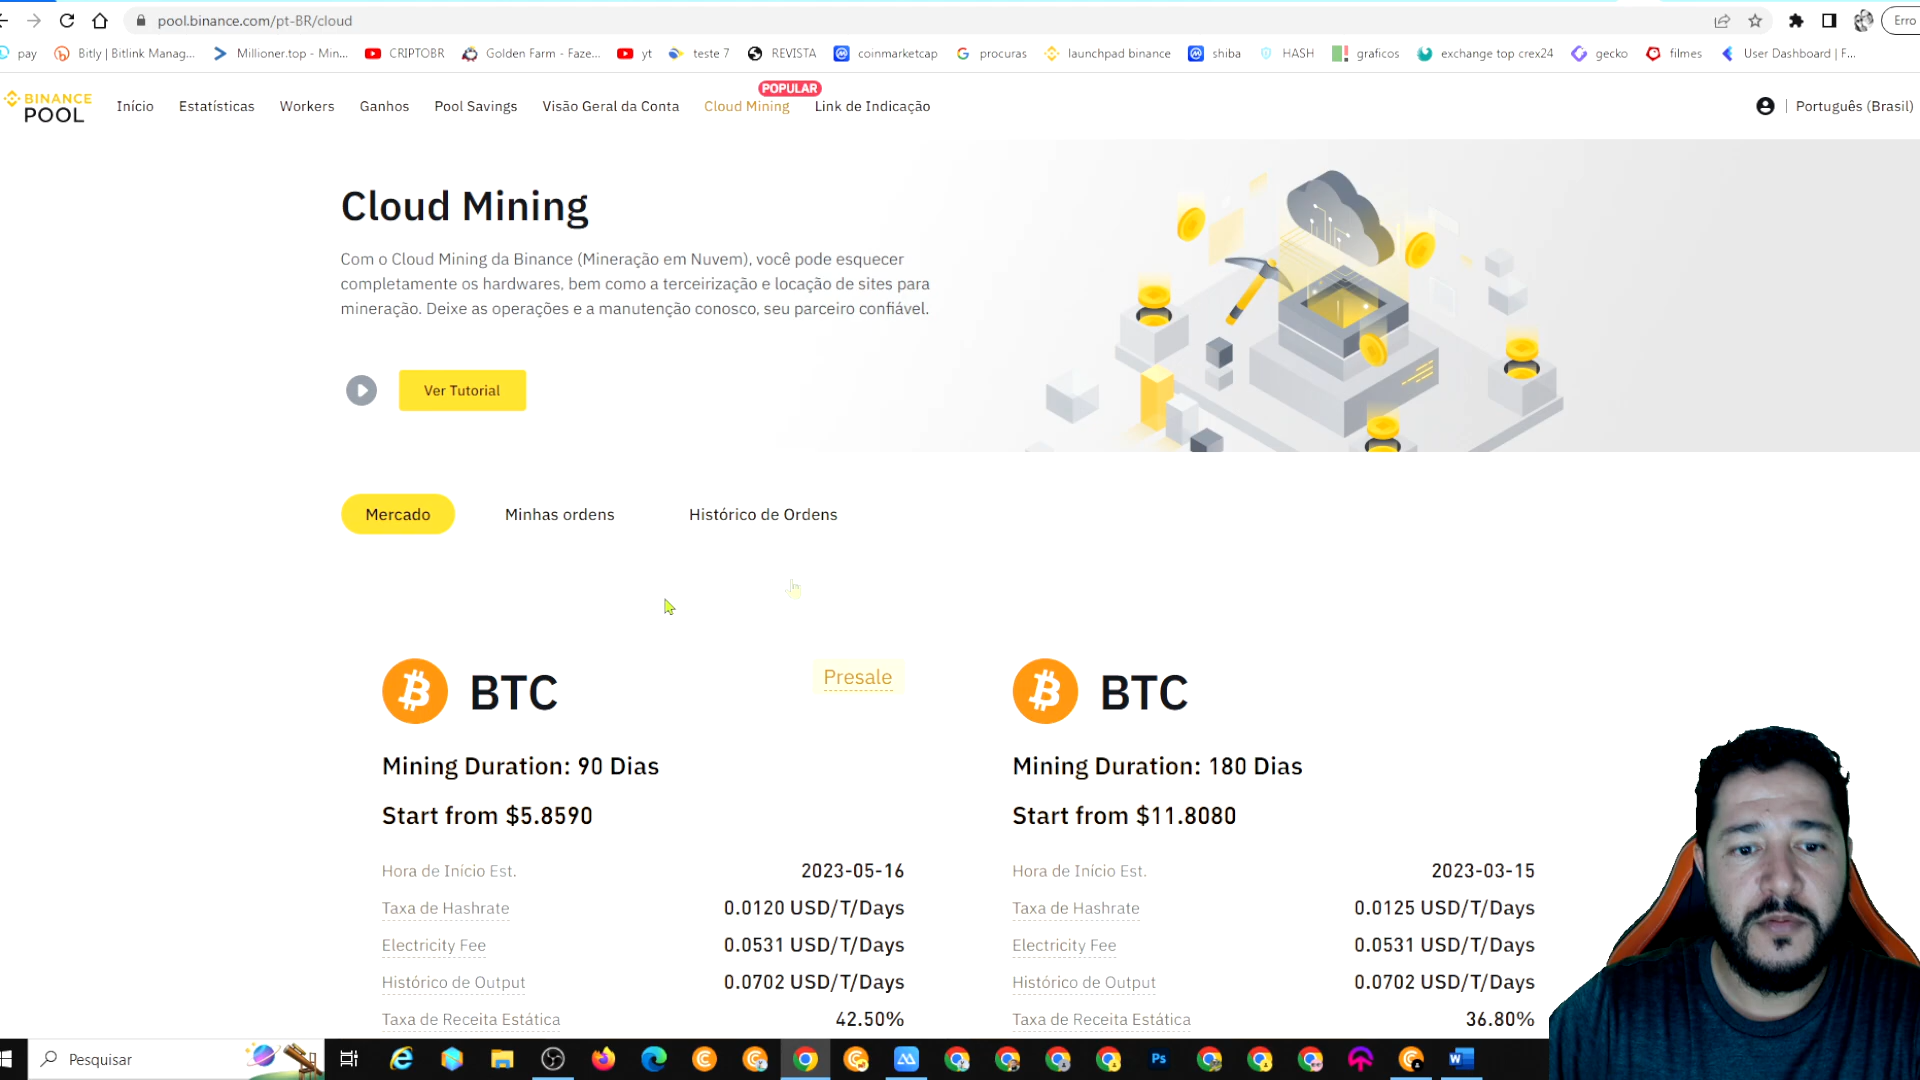 pool.binance.com/pt-BR/cloud
Erro
pay
Bitly | Bitlink Manag...
Millioner.top - Min...
CRIPTOBR
Golden Farm - Faze...
yt
teste 7
REVISTA
coinmarketcap
procuras
launchpad binance
shiba
HASH
graficos
exchange top crex24
gecko
filmes
User Dashboard | F...
BINANCE
POOL
Início
Estatísticas
Workers
Ganhos
Pool Savings
Visão Geral da Conta
Cloud Mining
POPULAR
Link de Indicação
Português (Brasil)
Cloud Mining
Com o Cloud Mining da Binance (Mineração em Nuvem), você pode esquecer
completamente os hardwares, bem como a terceirização e locação de sites para
mineração. Deixe as operações e a manutenção conosco, seu parceiro confiável.
Ver Tutorial
Mercado
Minhas ordens
Histórico de Ordens
BTC
Presale
Mining Duration: 90 Dias
Start from $5.8590
Hora de Início Est. 2023-05-16
Taxa de Hashrate 0.0120 USD/T/Days
Electricity Fee 0.0531 USD/T/Days
Histórico de Output 0.0702 USD/T/Days
Taxa de Receita Estática 42.50%
BTC
Mining Duration: 180 Dias
Start from $11.8080
Hora de Início Est. 2023-03-15
Taxa de Hashrate 0.0125 USD/T/Days
Electricity Fee 0.0531 USD/T/Days
Histórico de Output 0.0702 USD/T/Days
Taxa de Receita Estática 36.80%
Pesquisar
Ps